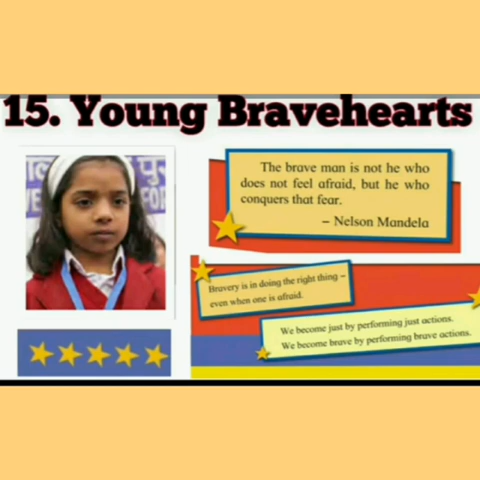 15. Young Bravehearts
The brave man is not he who
does not feel afraid, but he who
conquers that fear.
– Nelson Mandela
Bravery is in doing the right thing –
even when one is afraid.
We become just by performing just actions.
We become brave by performing brave actions.